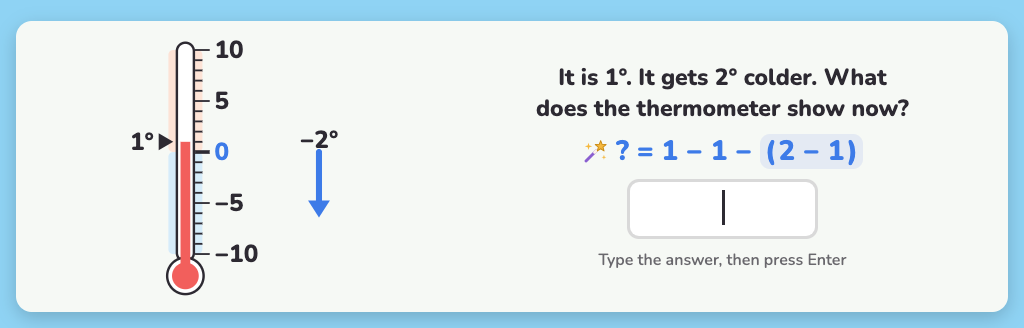 10
5
1°
0
−5
−10
−2°
It is 1°. It gets 2° colder. What
does the thermometer show now?
? = 1 − 1 − (2 − 1)
Type the answer, then press Enter